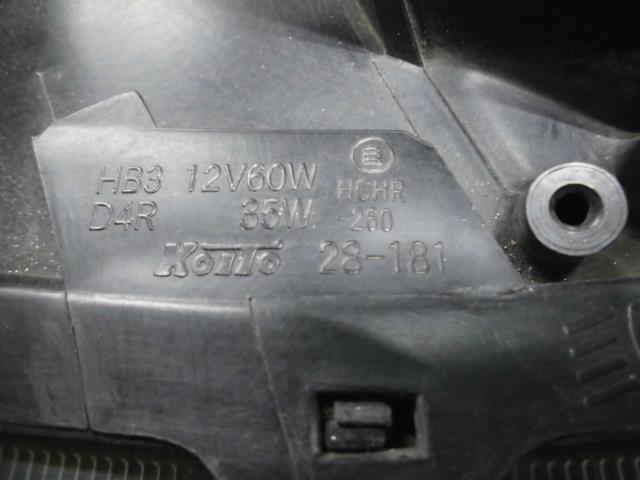 HB3 12V60W
D4R 35W
E
HCHR
-260
KOITO 28-181